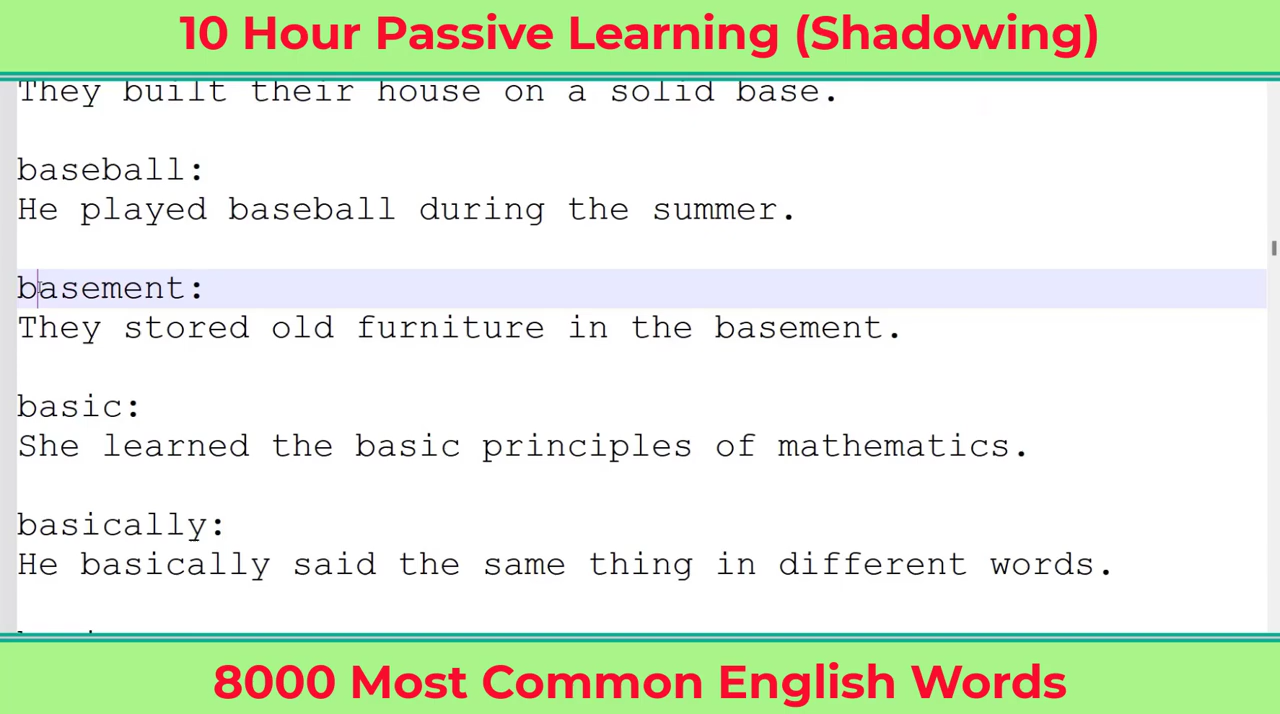 10 Hour Passive Learning (Shadowing)
They built their house on a solid base.
baseball:
He played baseball during the summer.
basement:
They stored old furniture in the basement.
basic:
She learned the basic principles of mathematics.
basically:
He basically said the same thing in different words.
8000 Most Common English Words